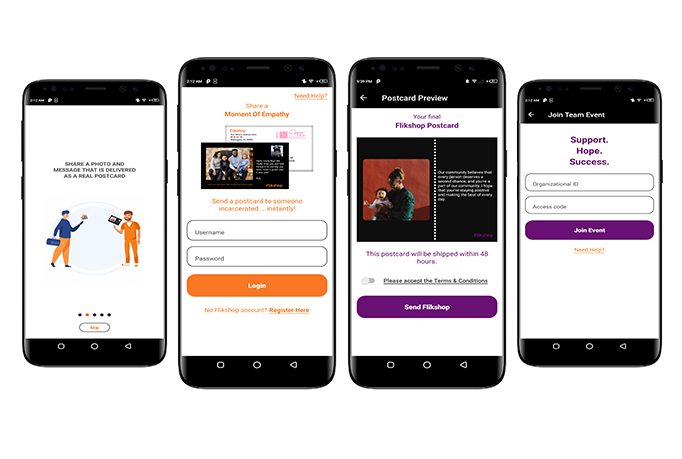 2:12 AM
SHARE A PHOTO AND
MESSAGE THAT IS DELIVERED
AS A REAL POSTCARD
Skip
2:12 AM
Need Help?
Share a
Moment Of Empathy
Flikshop
Flikshop
Send a postcard to someone
incarcerated ... instantly!
Username
Password
Login
No Flikshop account? Register Here
9:39 PM
Postcard Preview
Your final
Flikshop Postcard
Our community believes that
every person deserves a
second chance, and you're a
part of our community. I hope
that you're staying positive
and making the best of every
day.
Flikshop
This postcard will be shipped within 48
hours.
Please accept the Terms & Conditions
Send Flikshop
2:13 AM
Join Team Event
Support.
Hope.
Success.
Organizational ID
Access code
Join Event
Need Help?